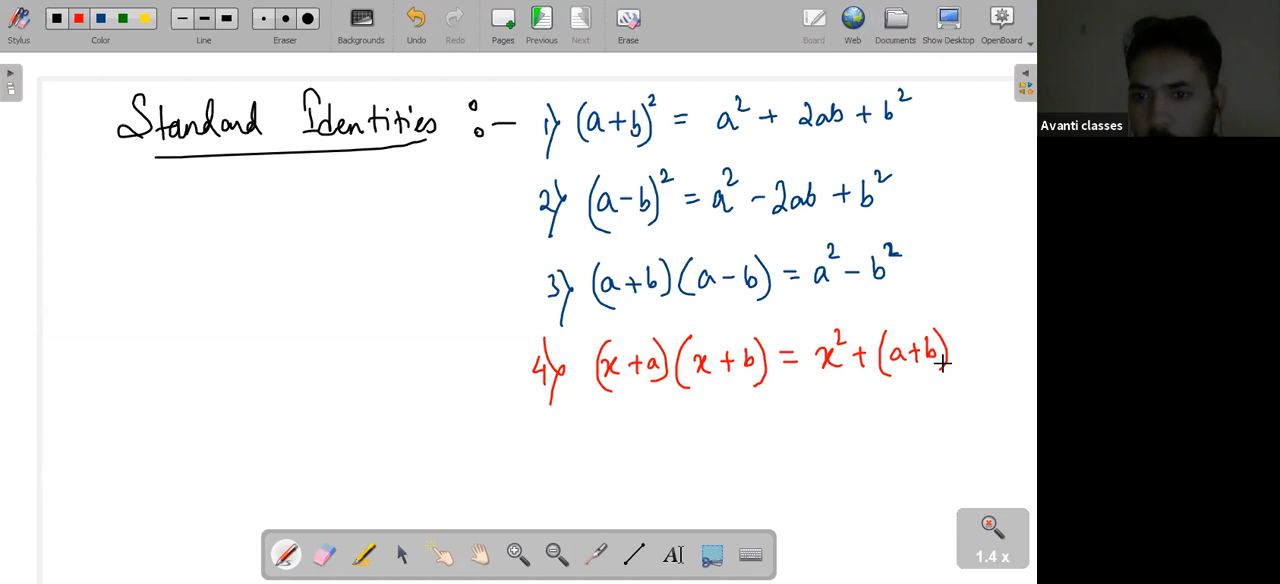 Stylus Color Line Eraser Backgrounds Undo Redo Pages Previous Next Erase Board Web Documents Show Desktop OpenBoard
Standard Identities :- 1) (a+b)² = a² + 2ab + b²
2) (a-b)² = a² - 2ab + b²
3) (a+b)(a-b) = a² - b²
4) (x+a)(x+b) = x² + (a+b)
Avanti classes
AI
1.4 x